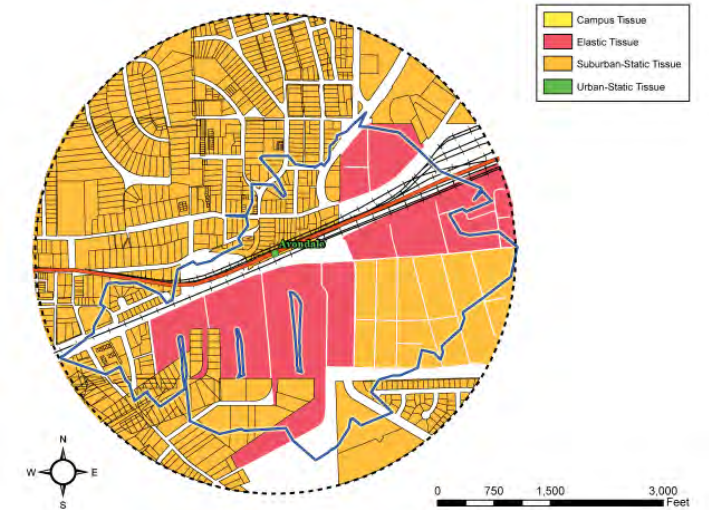 Campus Tissue
Elastic Tissue
Suburban-Static Tissue
Urban-Static Tissue
Avondale
N
W E
S
0 750 1,500 3,000
Feet